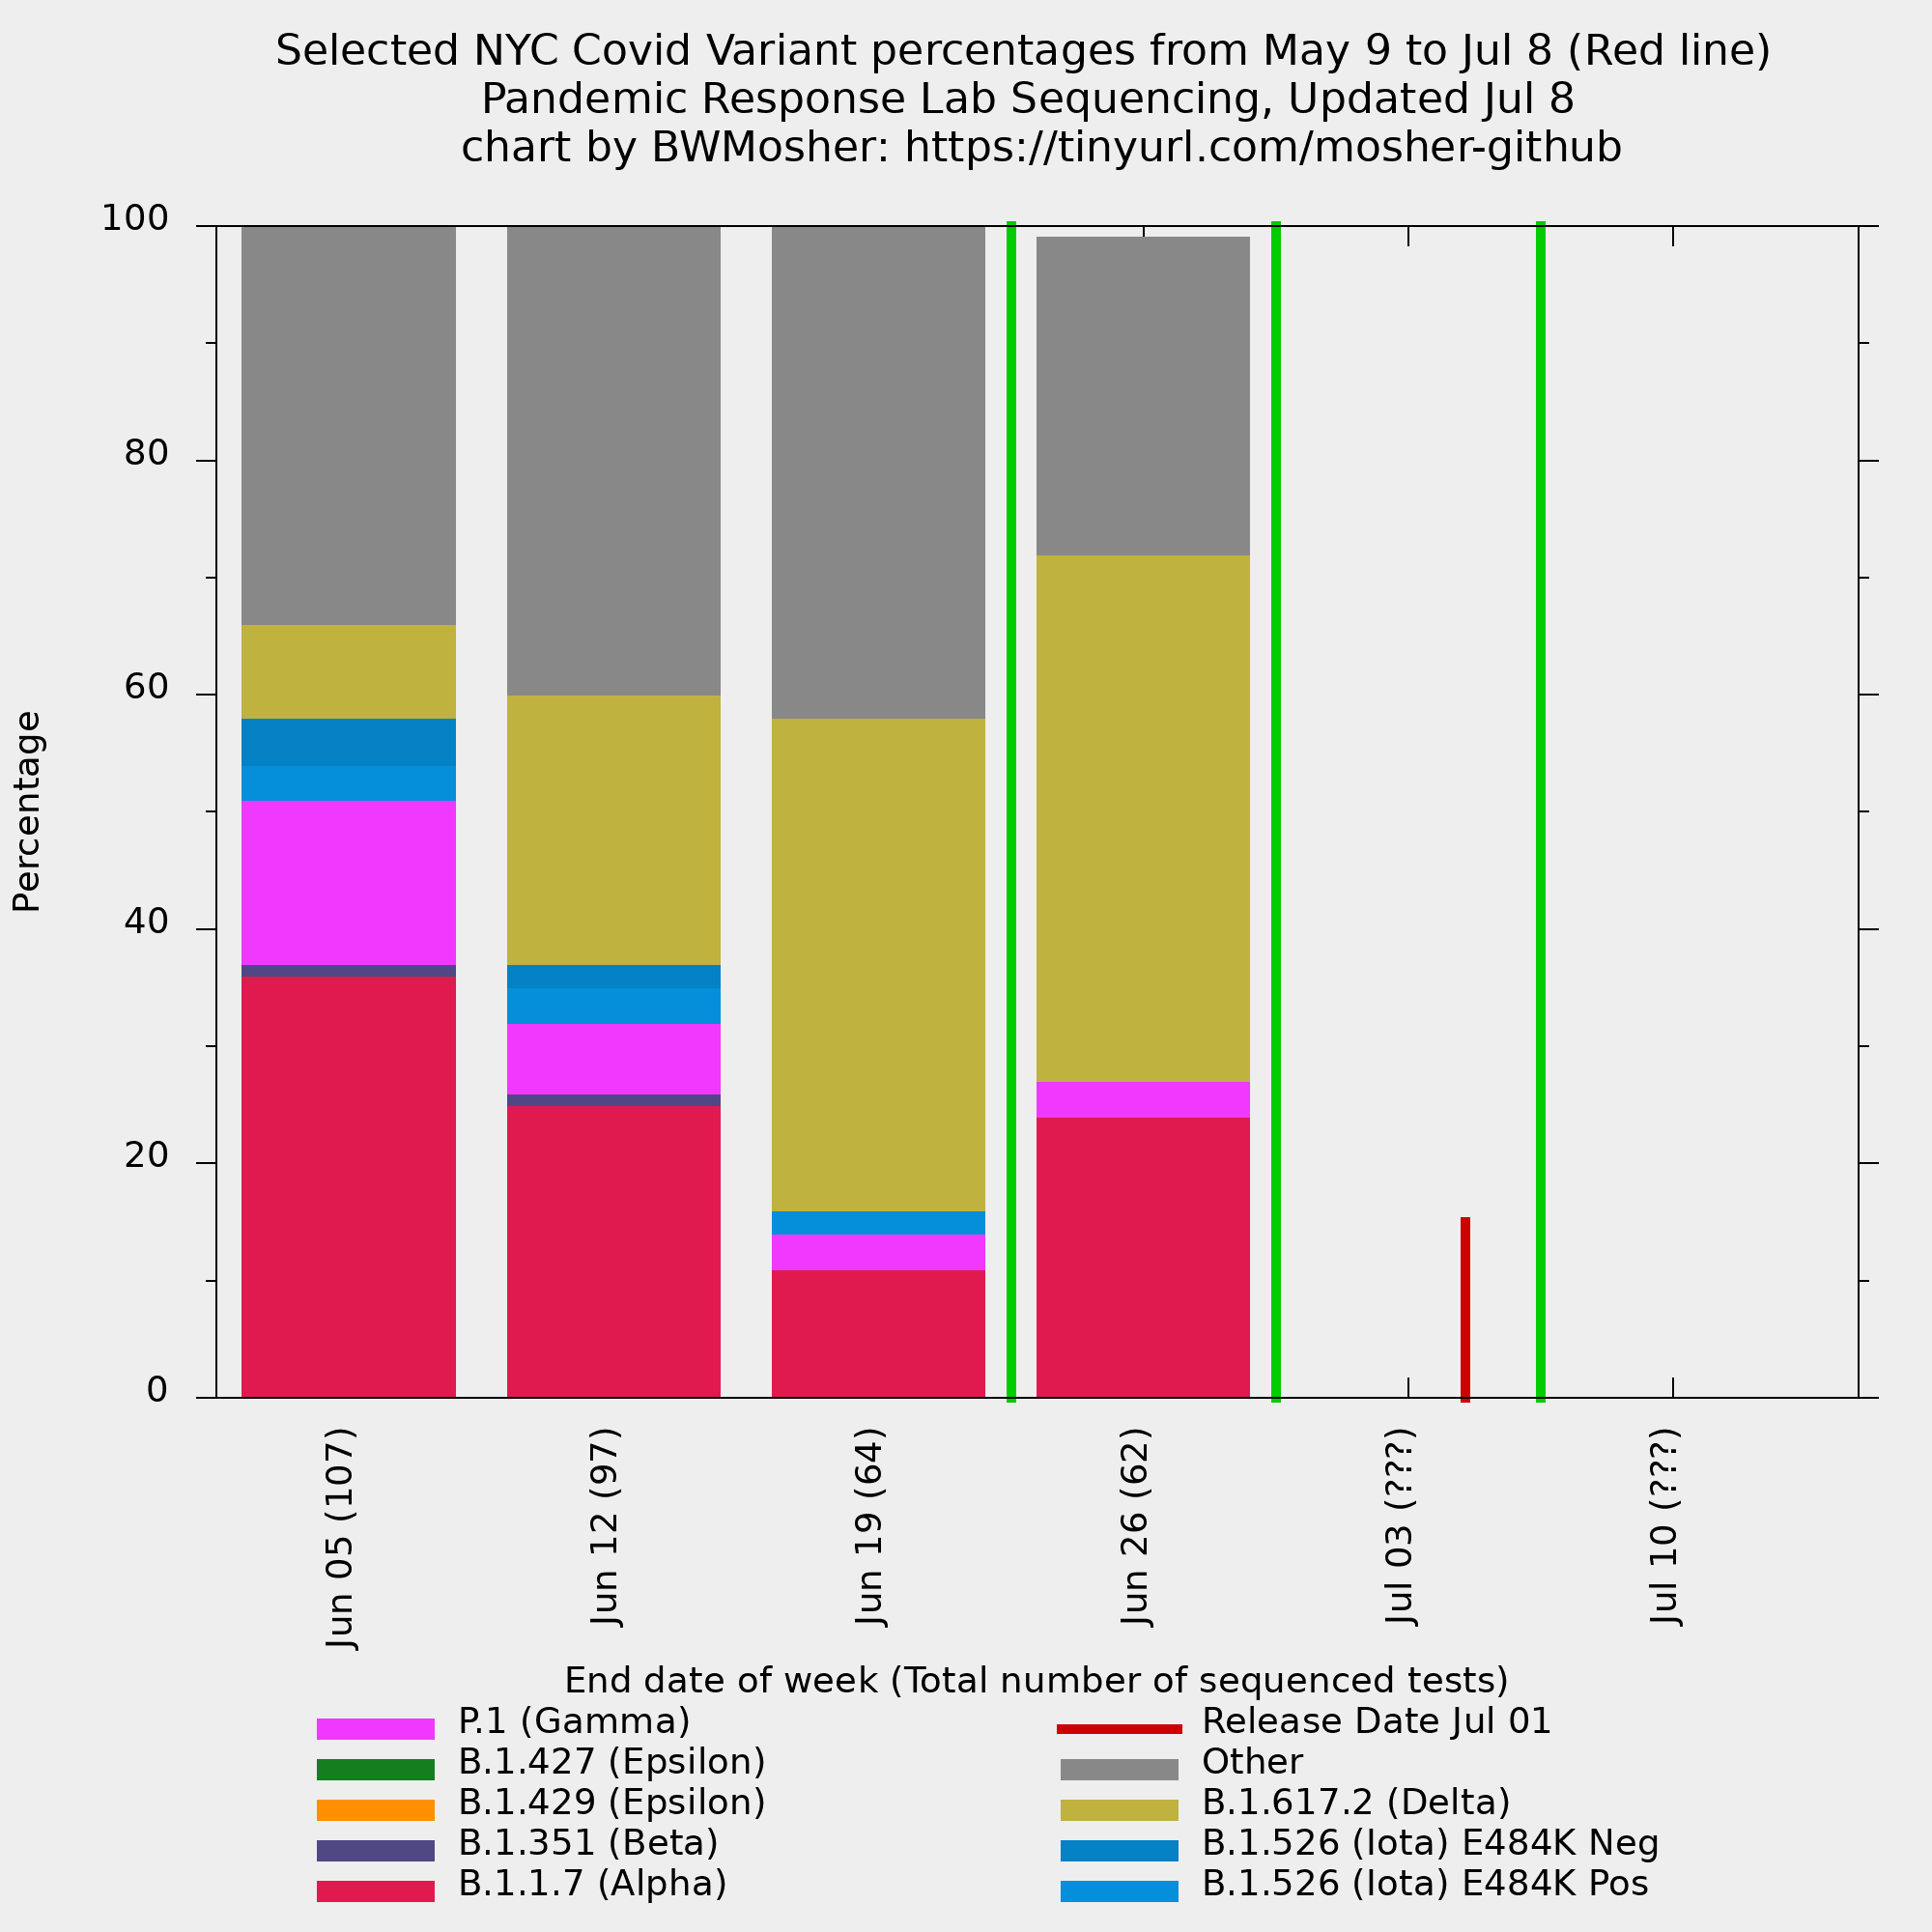 Selected NYC Covid Variant percentages from May 9 to Jul 8 (Red line)
Pandemic Response Lab Sequencing, Updated Jul 8
chart by BWMosher: https://tinyurl.com/mosher-github
100
80
60
40
20
0
Percentage
Jun 05 (107)
Jun 12 (97)
Jun 19 (64)
Jun 26 (62)
Jul 03 (???)
Jul 10 (???)
End date of week (Total number of sequenced tests)
P.1 (Gamma)
B.1.427 (Epsilon)
B.1.429 (Epsilon)
B.1.351 (Beta)
B.1.1.7 (Alpha)
Release Date Jul 01
Other
B.1.617.2 (Delta)
B.1.526 (Iota) E484K Neg
B.1.526 (Iota) E484K Pos